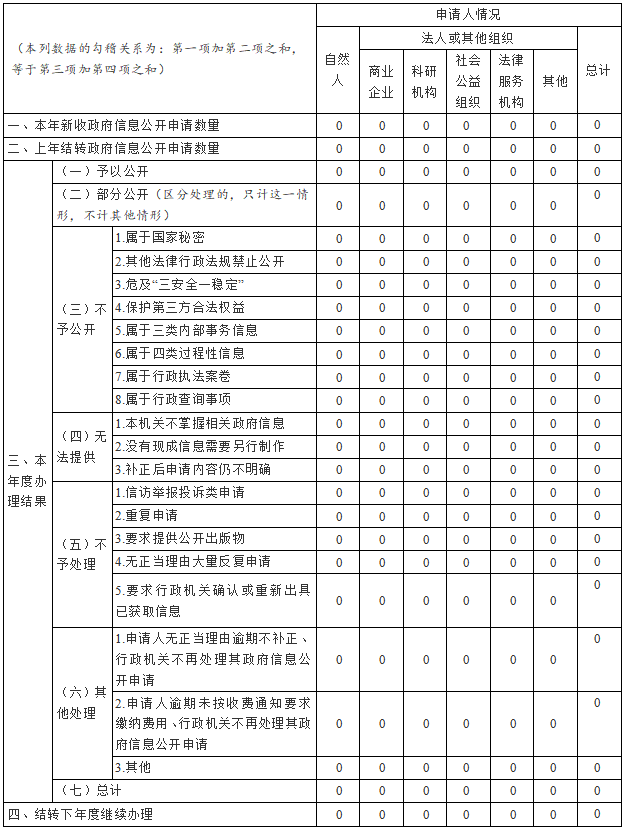 （本列数据的勾稽关系为：第一项加第二项之和，
等于第三项加第四项之和）
申请人情况
自然
人
法人或其他组织
总计
商业
企业
科研
机构
社会
公益
组织
法律
服务
机构
其他
一、本年新收政府信息公开申请数量 0 0 0 0 0 0 0
二、上年结转政府信息公开申请数量 0 0 0 0 0 0 0
三、本
年度办
理结果
（一）予以公开 0 0 0 0 0 0 0
（二）部分公开（区分处理的，只计这一情
形，不计其他情形） 0 0 0 0 0 0 0
（三）不
予公开
1.属于国家秘密 0 0 0 0 0 0 0
2.其他法律行政法规禁止公开 0 0 0 0 0 0 0
3.危及“三安全一稳定” 0 0 0 0 0 0 0
4.保护第三方合法权益 0 0 0 0 0 0 0
5.属于三类内部事务信息 0 0 0 0 0 0 0
6.属于四类过程性信息 0 0 0 0 0 0 0
7.属于行政执法案卷 0 0 0 0 0 0 0
8.属于行政查询事项 0 0 0 0 0 0 0
（四）无
法提供
1.本机关不掌握相关政府信息 0 0 0 0 0 0 0
2.没有现成信息需要另行制作 0 0 0 0 0 0 0
3.补正后申请内容仍不明确 0 0 0 0 0 0 0
（五）不
予处理
1.信访举报投诉类申请 0 0 0 0 0 0 0
2.重复申请 0 0 0 0 0 0 0
3.要求提供公开出版物 0 0 0 0 0 0 0
4.无正当理由大量反复申请 0 0 0 0 0 0 0
5.要求行政机关确认或重新出具
已获取信息 0 0 0 0 0 0 0
（六）其
他处理
1.申请人无正当理由逾期不补正、
行政机关不再处理其政府信息公
开申请 0 0 0 0 0 0 0
2.申请人逾期未按收费通知要求
缴纳费用、行政机关不再处理其政
府信息公开申请 0 0 0 0 0 0 0
3.其他 0 0 0 0 0 0 0
（七）总计 0 0 0 0 0 0 0
四、结转下年度继续办理 0 0 0 0 0 0 0